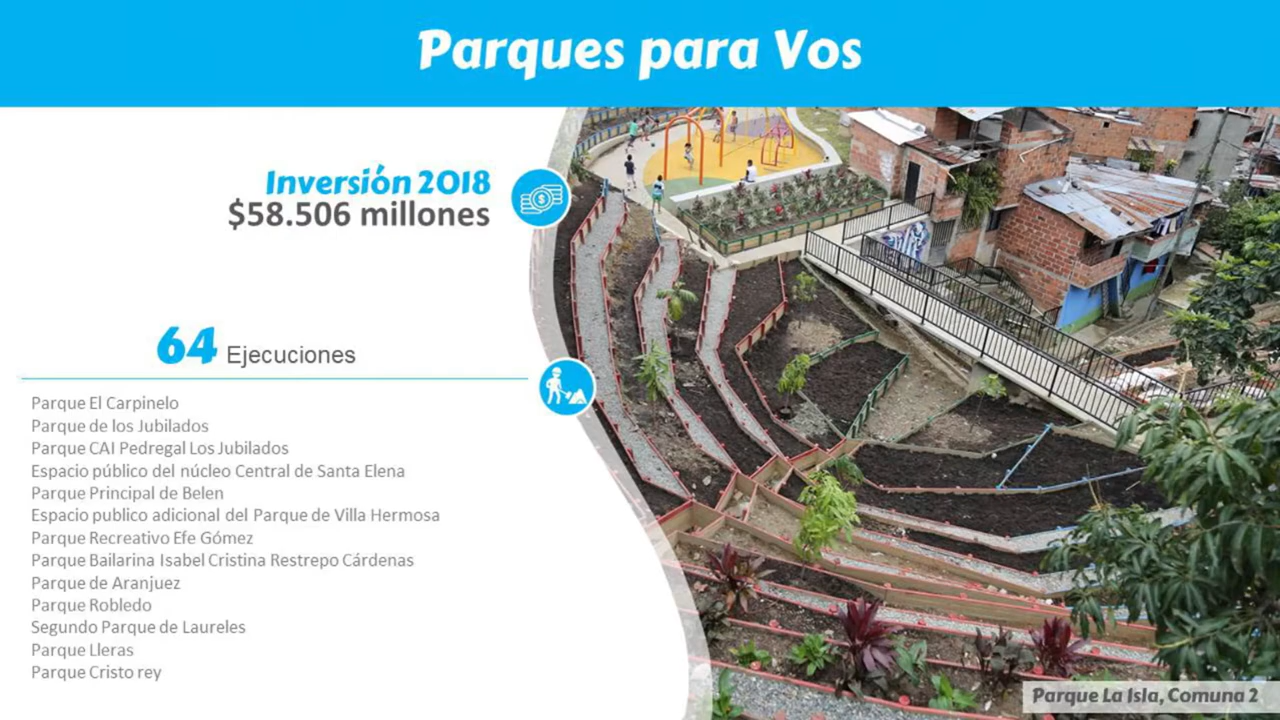 Parques para Vos
Inversión 2018
$58.506 millones
64 Ejecuciones
Parque El Carpinelo
Parque de los Jubilados
Parque CAI Pedregal Los Jubilados
Espacio público del núcleo Central de Santa Elena
Parque Principal de Belen
Espacio publico adicional del Parque de Villa Hermosa
Parque Recreativo Efe Gómez
Parque Bailarina Isabel Cristina Restrepo Cárdenas
Parque de Aranjuez
Parque Robledo
Segundo Parque de Laureles
Parque Lleras
Parque Cristo rey
Parque La Isla, Comuna 2